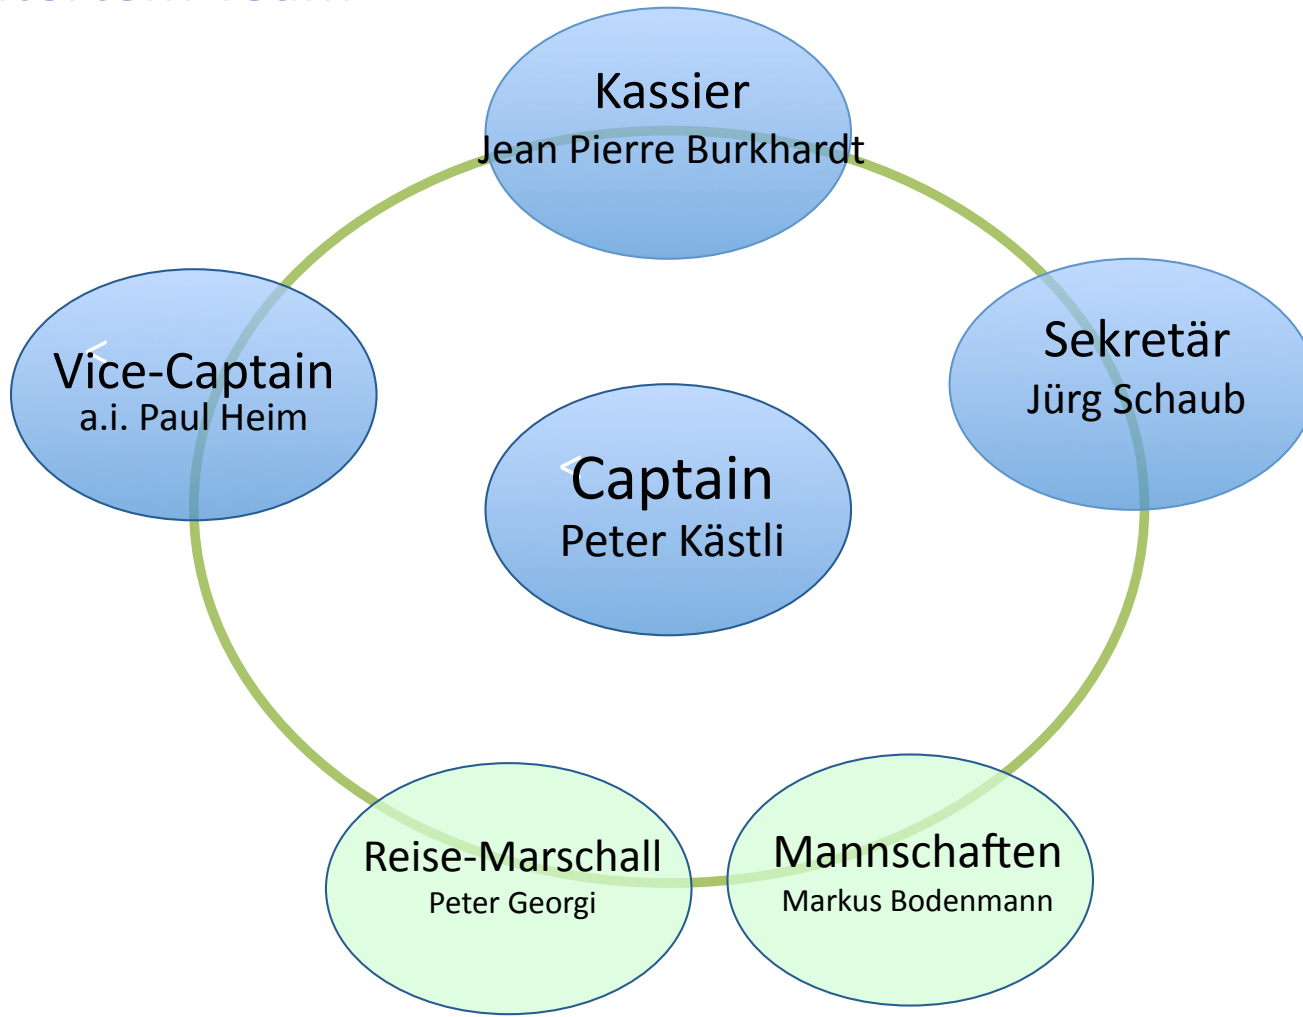 Team
Kassier
Jean Pierre Burkhardt
Sekretär
Jürg Schaub
<
Vice-Captain
a.i. Paul Heim
<
Captain
Peter Kästli
Reise-Marschall
Peter Georgi
Mannschaften
Markus Bodenmann